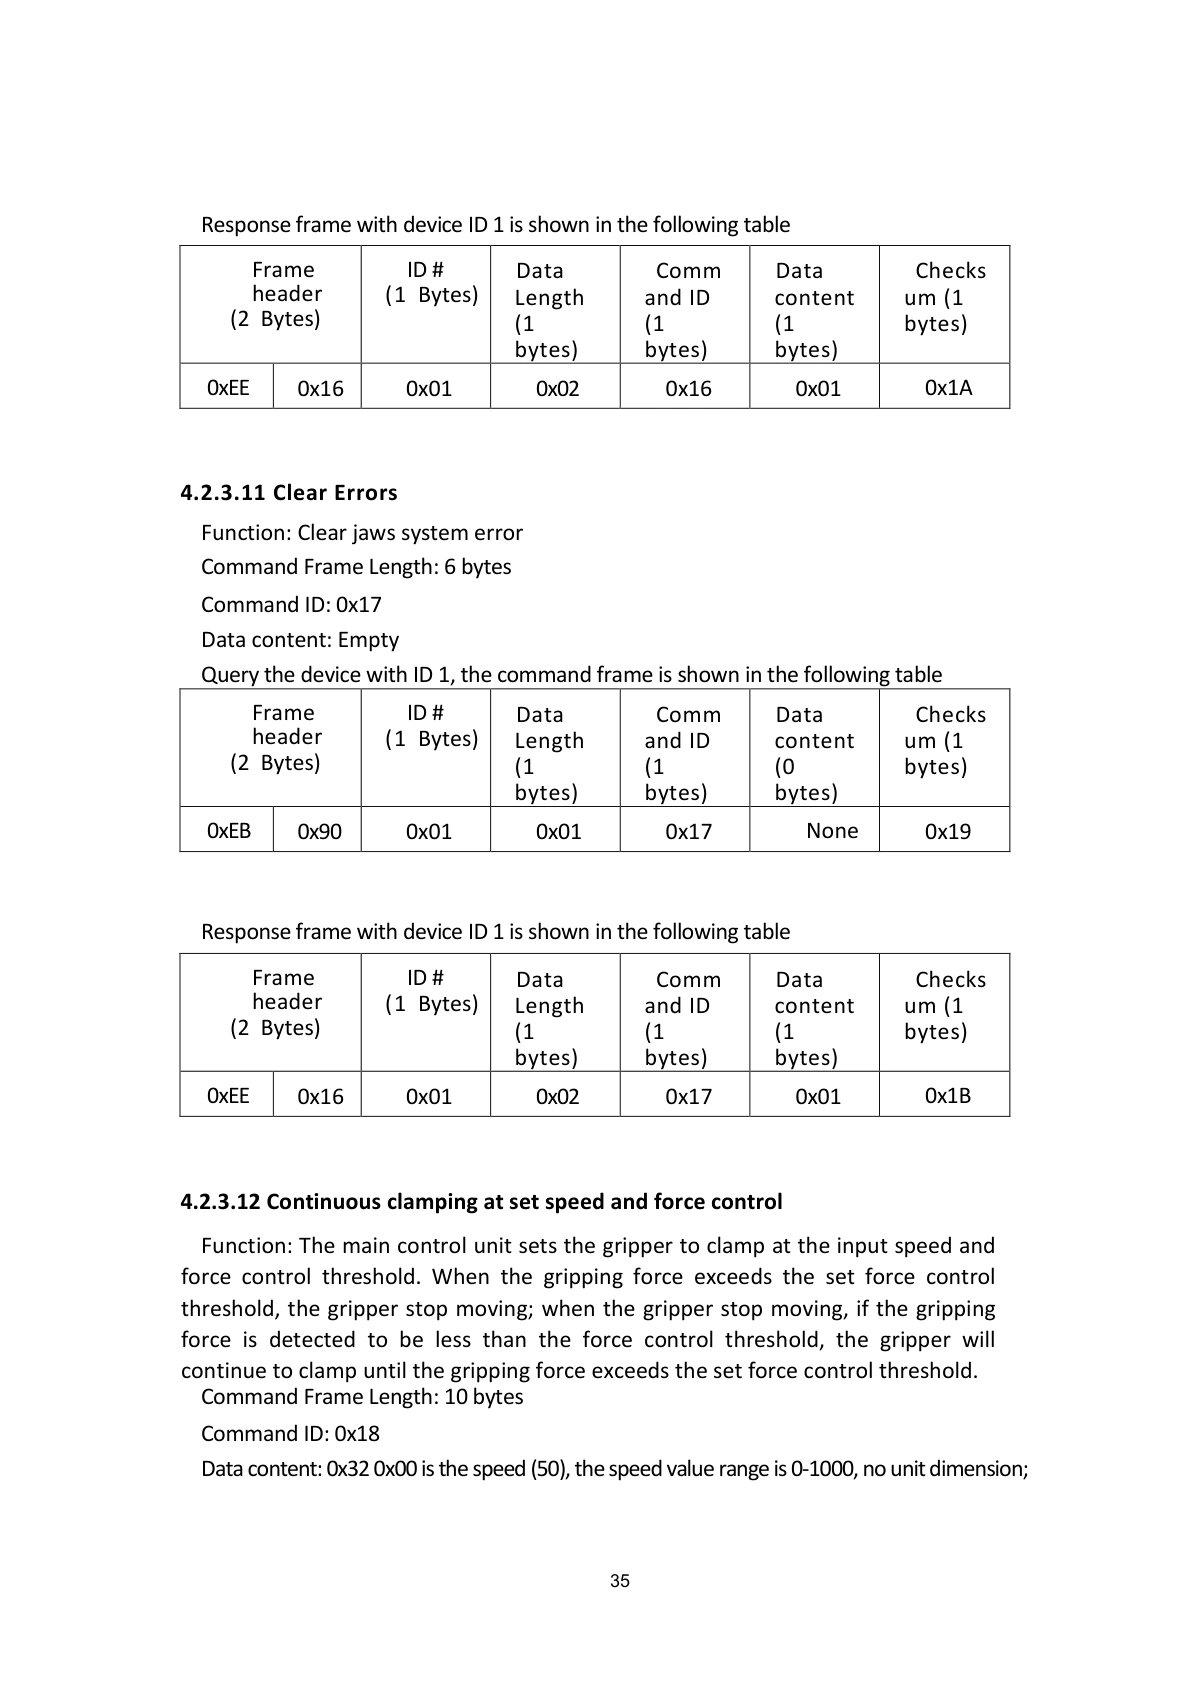 Response frame with device ID 1 is shown in the following table
Frame header (2 Bytes) ID # (1 Bytes) Data Length (1 bytes) Comm and ID (1 bytes) Data content (1 bytes) Checks um (1 bytes)
0xEE 0x16 0x01 0x02 0x16 0x01 0x1A
4.2.3.11 Clear Errors
Function: Clear jaws system error
Command Frame Length: 6 bytes
Command ID: 0x17
Data content: Empty
Query the device with ID 1, the command frame is shown in the following table
Frame header (2 Bytes) ID # (1 Bytes) Data Length (1 bytes) Comm and ID (1 bytes) Data content (0 bytes) Checks um (1 bytes)
0xEB 0x90 0x01 0x01 0x17 None 0x19
Response frame with device ID 1 is shown in the following table
Frame header (2 Bytes) ID # (1 Bytes) Data Length (1 bytes) Comm and ID (1 bytes) Data content (1 bytes) Checks um (1 bytes)
0xEE 0x16 0x01 0x02 0x17 0x01 0x1B
4.2.3.12 Continuous clamping at set speed and force control
Function: The main control unit sets the gripper to clamp at the input speed and
force control threshold. When the gripping force exceeds the set force control
threshold, the gripper stop moving; when the gripper stop moving, if the gripping
force is detected to be less than the force control threshold, the gripper will
continue to clamp until the gripping force exceeds the set force control threshold.
Command Frame Length: 10 bytes
Command ID: 0x18
Data content: 0x32 0x00 is the speed (50), the speed value range is 0-1000, no unit dimension;
35